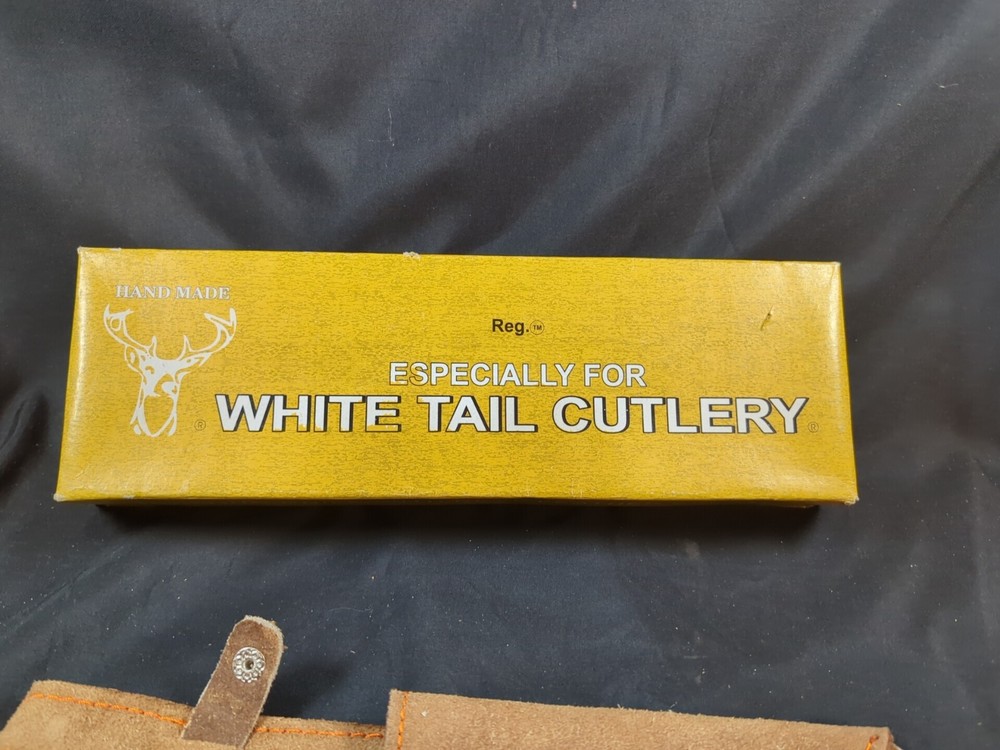 HAND MADE
Reg.™
ESPECIALLY FOR
® WHITE TAIL CUTLERY ®